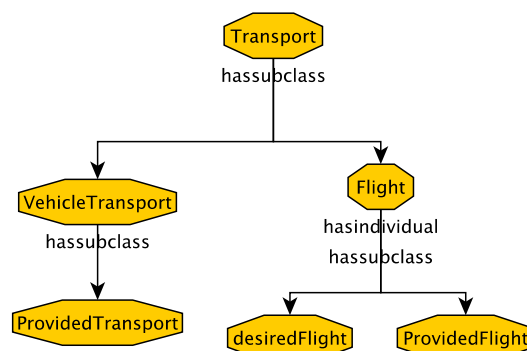 Transport
hassubclass
VehicleTransport
Flight
hassubclass
hasindividual
hassubclass
ProvidedTransport
desiredFlight
ProvidedFlight